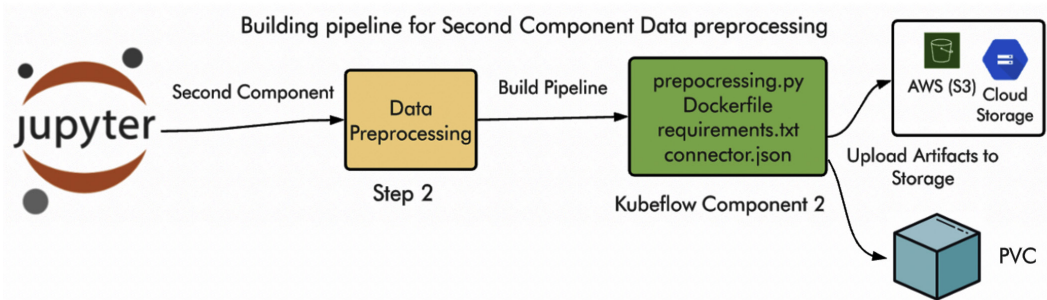 Building pipeline for Second Component Data preprocessing
jupyter
Second Component
Data
Preprocessing
Step 2
Build Pipeline
prepocressing.py
Dockerfile
requirements.txt
connector.json
Kubeflow Component 2
AWS (S3)
Cloud
Storage
Upload Artifacts to
Storage
PVC